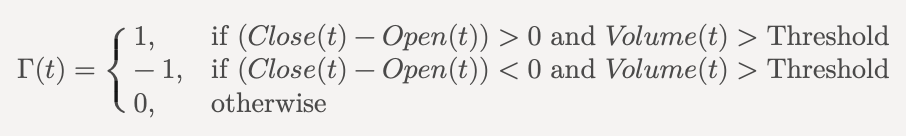 1, if (Close(t) − Open(t)) > 0 and Volume(t) > Threshold
Γ(t) = { − 1, if (Close(t) − Open(t)) < 0 and Volume(t) > Threshold
0, otherwise